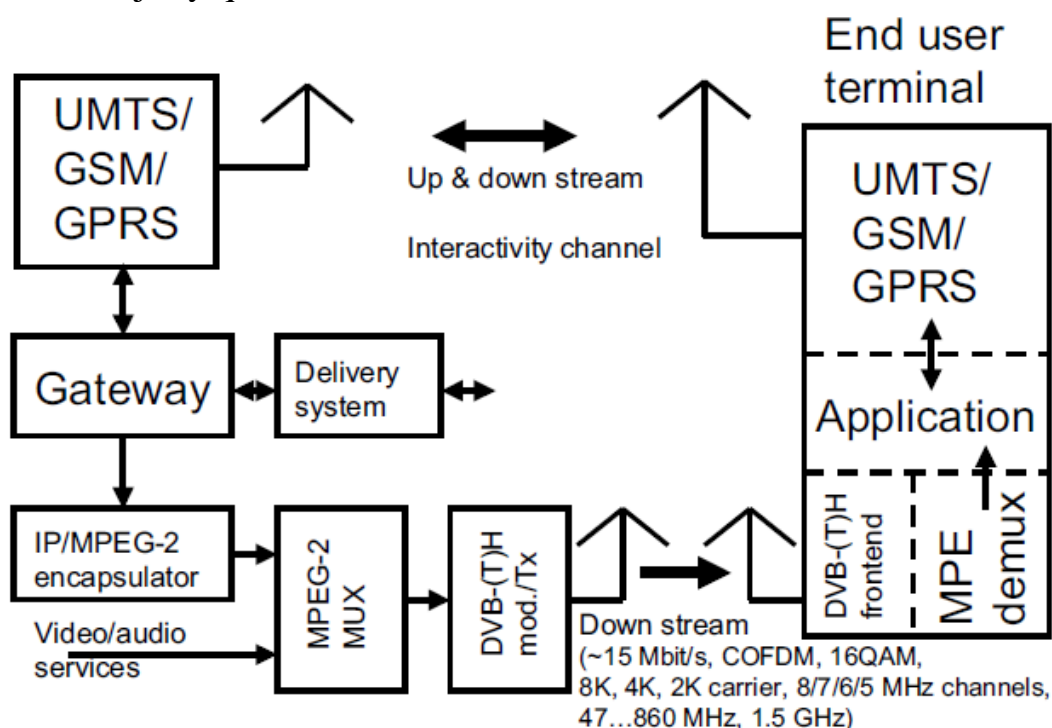 End user
terminal
UMTS/
GSM/
GPRS
Up & down stream
Interactivity channel
UMTS/
GSM/
GPRS
Gateway
Delivery
system
Application
IP/MPEG-2
encapsulator
Video/audio
services
MPEG-2
MUX
DVB-(T)H
mod./Tx
DVB-(T)H
frontend
MPE
demux
Down stream
(~15 Mbit/s, COFDM, 16QAM,
8K, 4K, 2K carrier, 8/7/6/5 MHz channels,
47...860 MHz, 1.5 GHz)